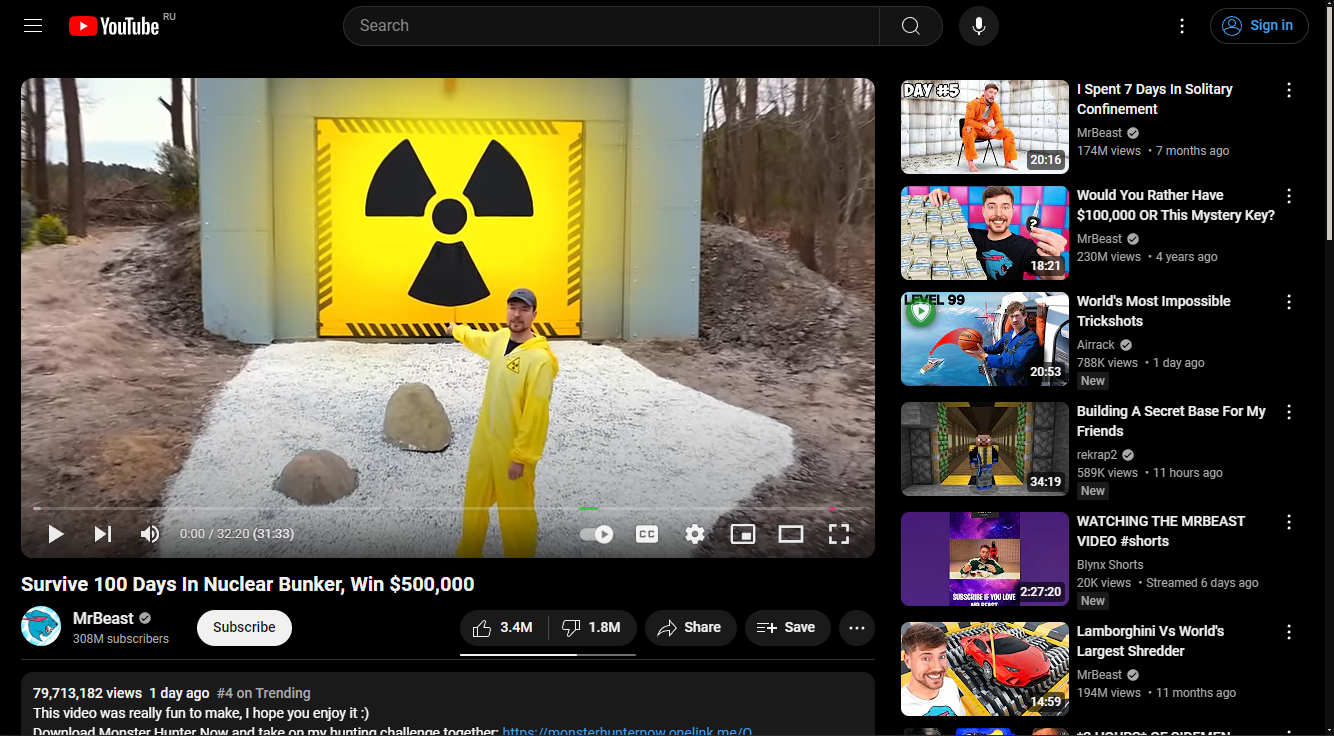 YouTube RU
Search
Sign in
0:00 / 32:20 (31:33)
CC
Survive 100 Days In Nuclear Bunker, Win $500,000
MrBeast
308M subscribers
Subscribe
3.4M
1.8M
Share
Save
79,713,182 views 1 day ago #4 on Trending
This video was really fun to make, I hope you enjoy it :)
Download Monster Hunter Now and take on my hunting challenge together: https://monsterhunternow.onelink.me/Q
DAY #5
20:16
I Spent 7 Days In Solitary
Confinement
MrBeast
174M views • 7 months ago
?
18:21
Would You Rather Have
$100,000 OR This Mystery Key?
MrBeast
230M views • 4 years ago
LEVEL 99
20:53
World's Most Impossible
Trickshots
Airrack
788K views • 1 day ago
New
34:19
Building A Secret Base For My
Friends
rekrap2
589K views • 11 hours ago
New
SUBSCRIBE IF YOU LOVE
MR BEAST
2:27:20
WATCHING THE MRBEAST
VIDEO #shorts
Blynx Shorts
20K views • Streamed 6 days ago
New
14:59
Lamborghini Vs World's
Largest Shredder
MrBeast
194M views • 11 months ago